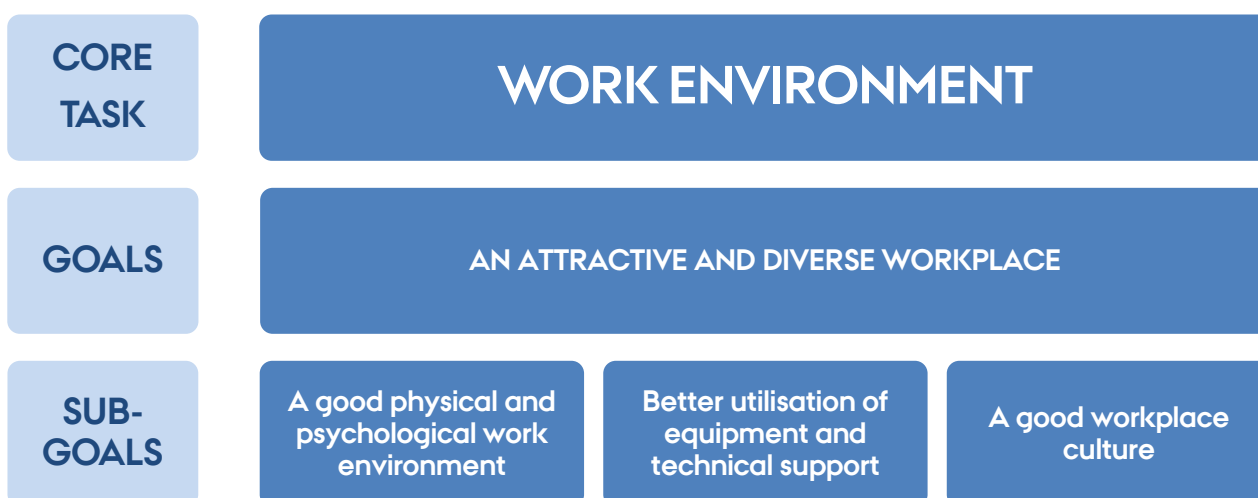 CORE
TASK
WORK ENVIRONMENT
GOALS
AN ATTRACTIVE AND DIVERSE WORKPLACE
SUB-
GOALS
A good physical and
psychological work
environment
Better utilisation of
equipment and
technical support
A good workplace
culture